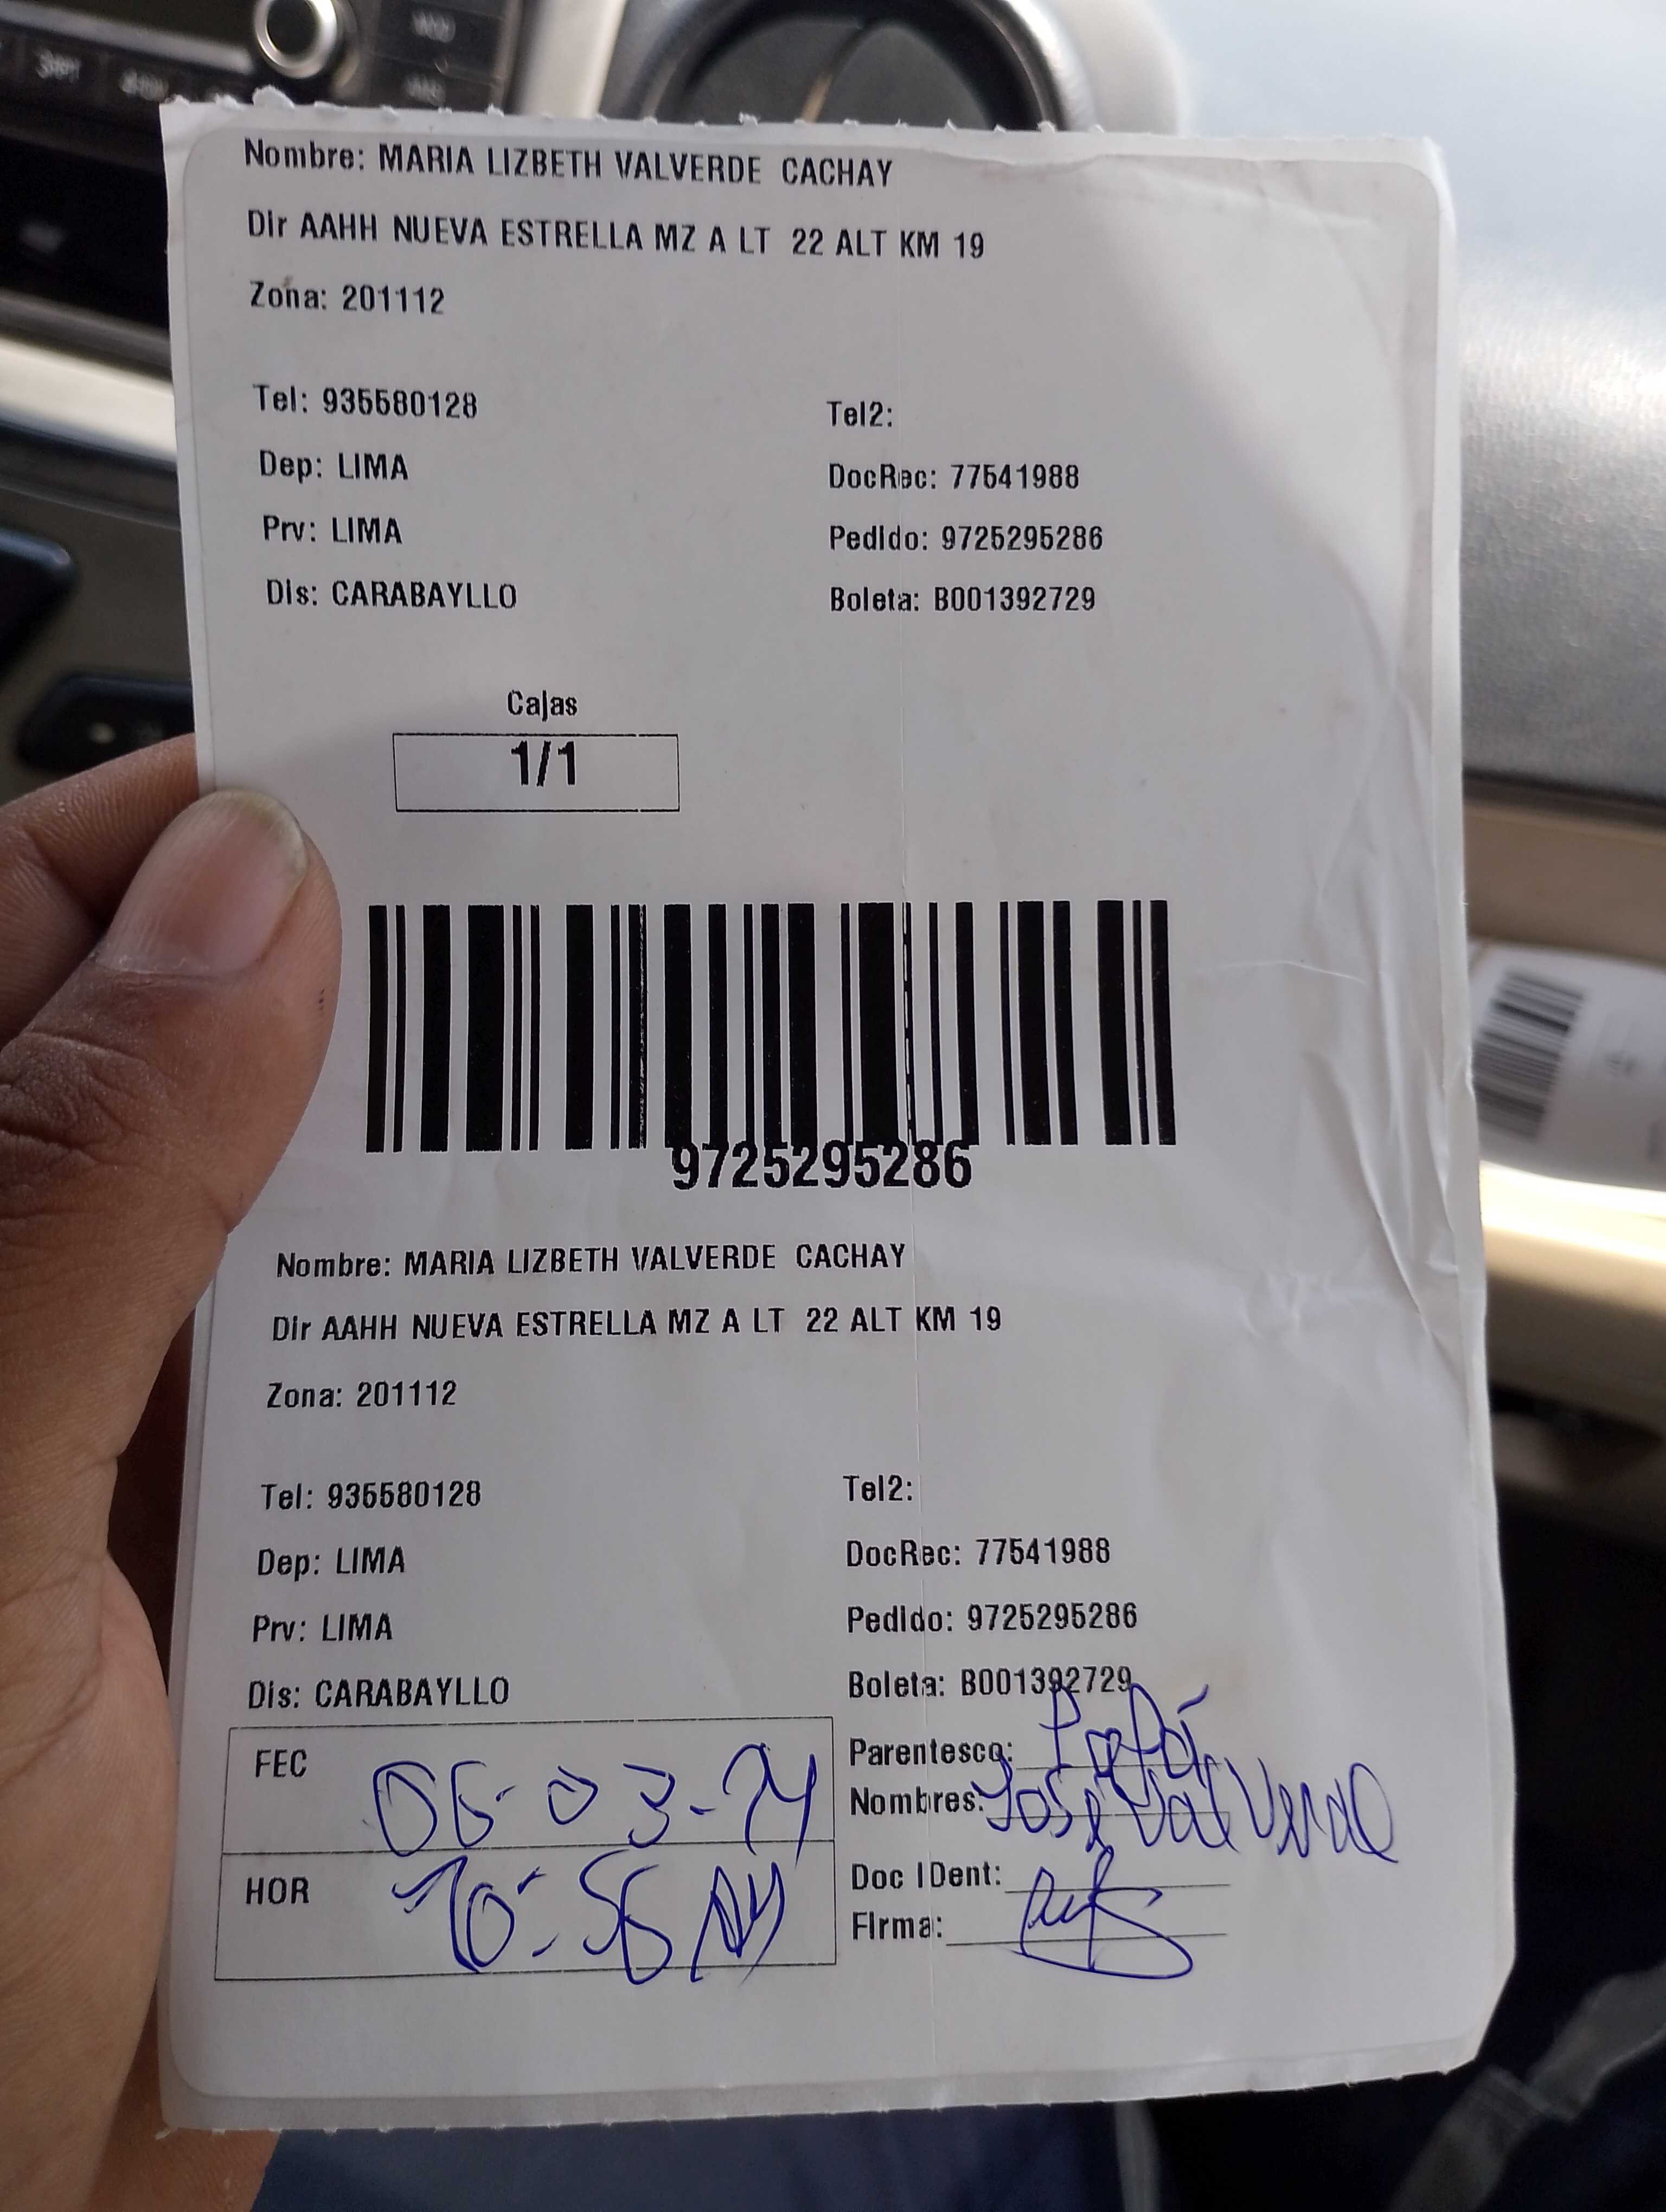 Nombre: MARIA LIZBETH VALVERDE CACHAY
Dir AAHH NUEVA ESTRELLA MZ A LT 22 ALT KM 19
Zona: 201112
Tel: 935580128
Tel2:
Dep: LIMA
DocRec: 77541988
Prv: LIMA
Pedido: 9725295286
Dis: CARABAYLLO
Boleta: B001392729
Cajas
1/1
9725295286
Nombre: MARIA LIZBETH VALVERDE CACHAY
Dir AAHH NUEVA ESTRELLA MZ A LT 22 ALT KM 19
Zona: 201112
Tel: 935580128
Tel2:
Dep: LIMA
DocRec: 77541988
Prv: LIMA
Pedido: 9725295286
Dis: CARABAYLLO
Boleta: B001392729
FEC 06-03-24
Parentesco: Papá
Nombres: José Valverde
HOR 10:56 AM
Doc IDent:
Firma: